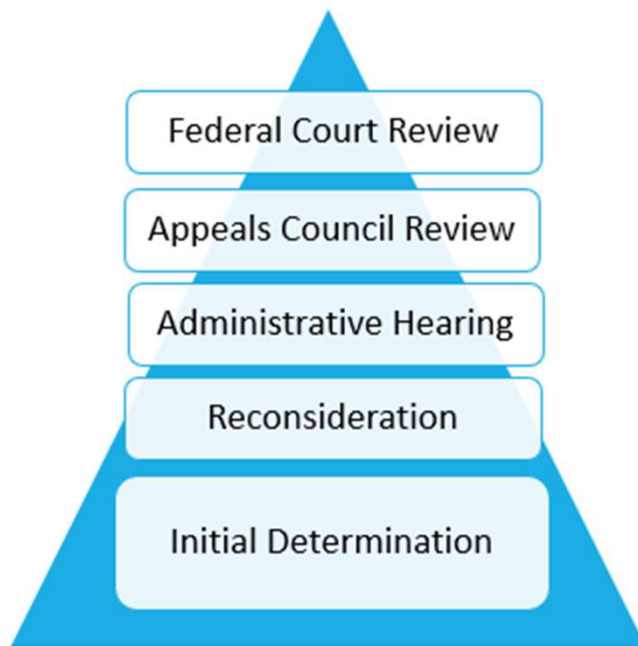 Federal Court Review
Appeals Council Review
Administrative Hearing
Reconsideration
Initial Determination